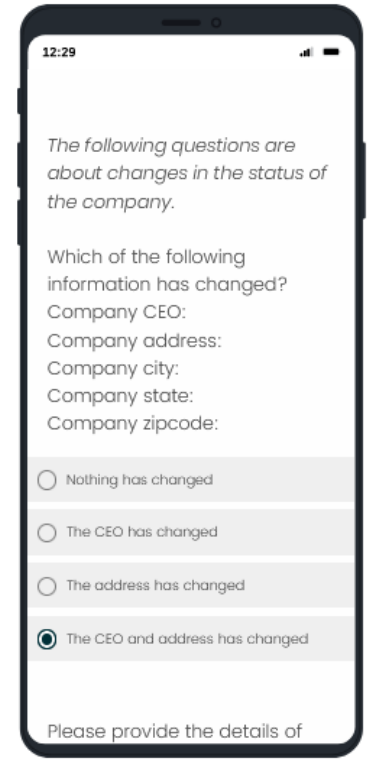 12:29
The following questions are
about changes in the status of
the company.
Which of the following
information has changed?
Company CEO:
Company address:
Company city:
Company state:
Company zipcode:
Nothing has changed
The CEO has changed
The address has changed
The CEO and address has changed
Please provide the details of